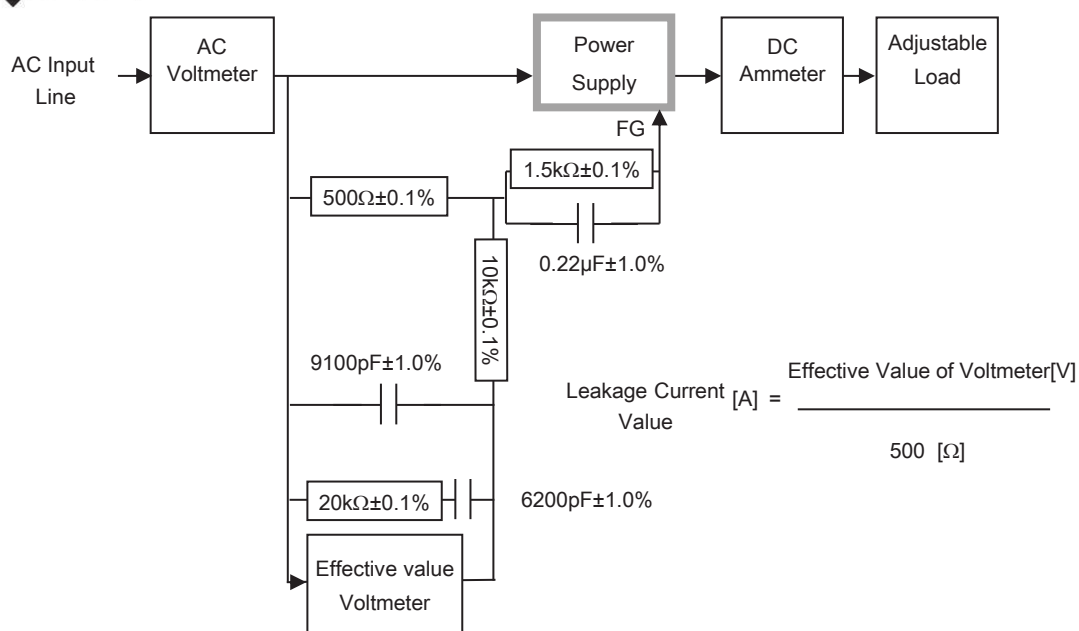 AC Input
Line
AC
Voltmeter
Power
Supply
DC
Ammeter
Adjustable
Load
FG
1.5kΩ±0.1%
500Ω±0.1%
0.22µF±1.0%
10kΩ±0.1%
9100pF±1.0%
Leakage Current
Value
[A] =
Effective Value of Voltmeter[V]
500 [Ω]
20kΩ±0.1%
6200pF±1.0%
Effective value
Voltmeter